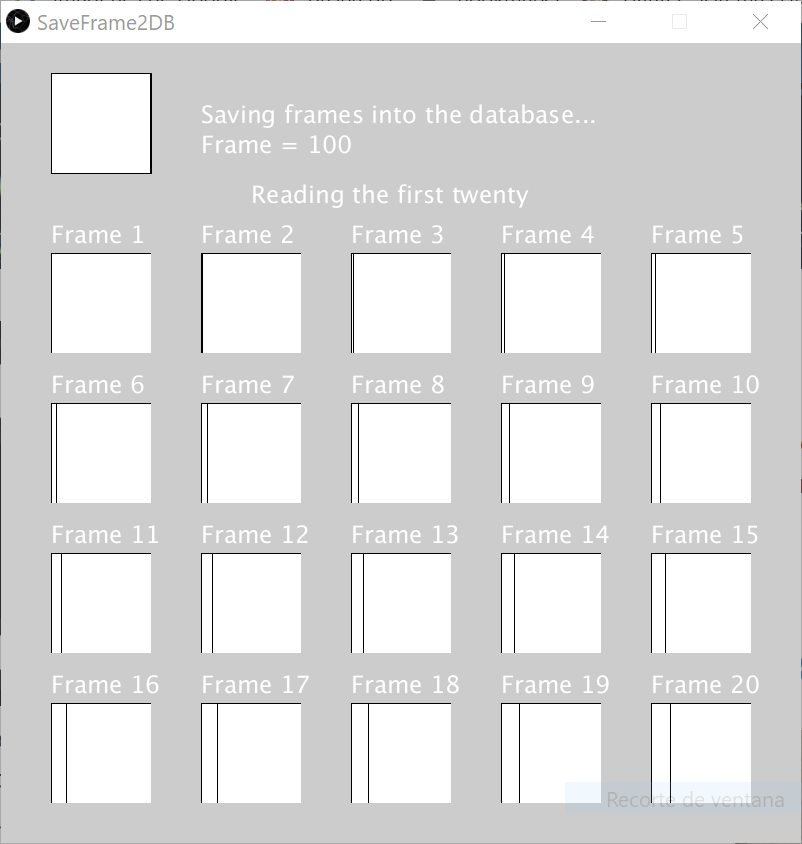 SaveFrame2DB
Saving frames into the database...
Frame = 100
Reading the first twenty
Frame 1 Frame 2 Frame 3 Frame 4 Frame 5
Frame 6 Frame 7 Frame 8 Frame 9 Frame 10
Frame 11 Frame 12 Frame 13 Frame 14 Frame 15
Frame 16 Frame 17 Frame 18 Frame 19 Frame 20
Recorte de ventana